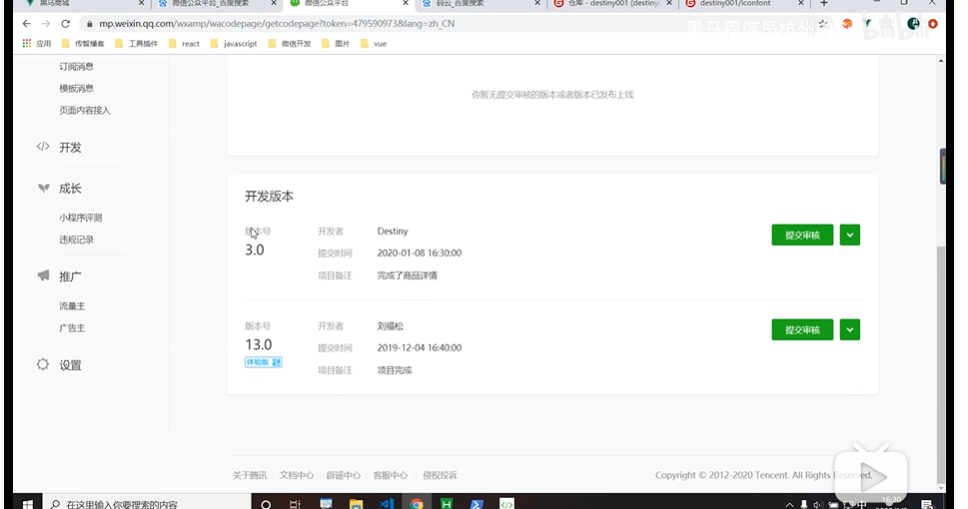 黑马商城
微信公众平台_百度搜索
微信公众平台
码云_百度搜索
仓库 - destiny001 (destiny
destiny001/iconfont
mp.weixin.qq.com/wxamp/wacodepage/getcodepage?token=479590973&lang=zh_CN
应用 传智播客 工具插件 react javascript 微信开发 图片 vue
黑马程序员杭州
bilibili
订阅消息
模板消息
页面内容接入
开发
成长
小程序评测
违规记录
推广
流量主
广告主
设置
你暂无提交审核的版本或者版本已发布上线
开发版本
版本号
3.0
开发者 Destiny
提交时间 2020-01-08 16:30:00
项目备注 完成了商品详情
提交审核
版本号
13.0
体验版
开发者 刘福松
提交时间 2019-12-04 16:40:00
项目备注 项目完成
提交审核
关于腾讯 文档中心 辟谣中心 客服中心 侵权投诉
Copyright © 2012-2020 Tencent. All Rights Reserved.
在这里输入你要搜索的内容
中
16:30